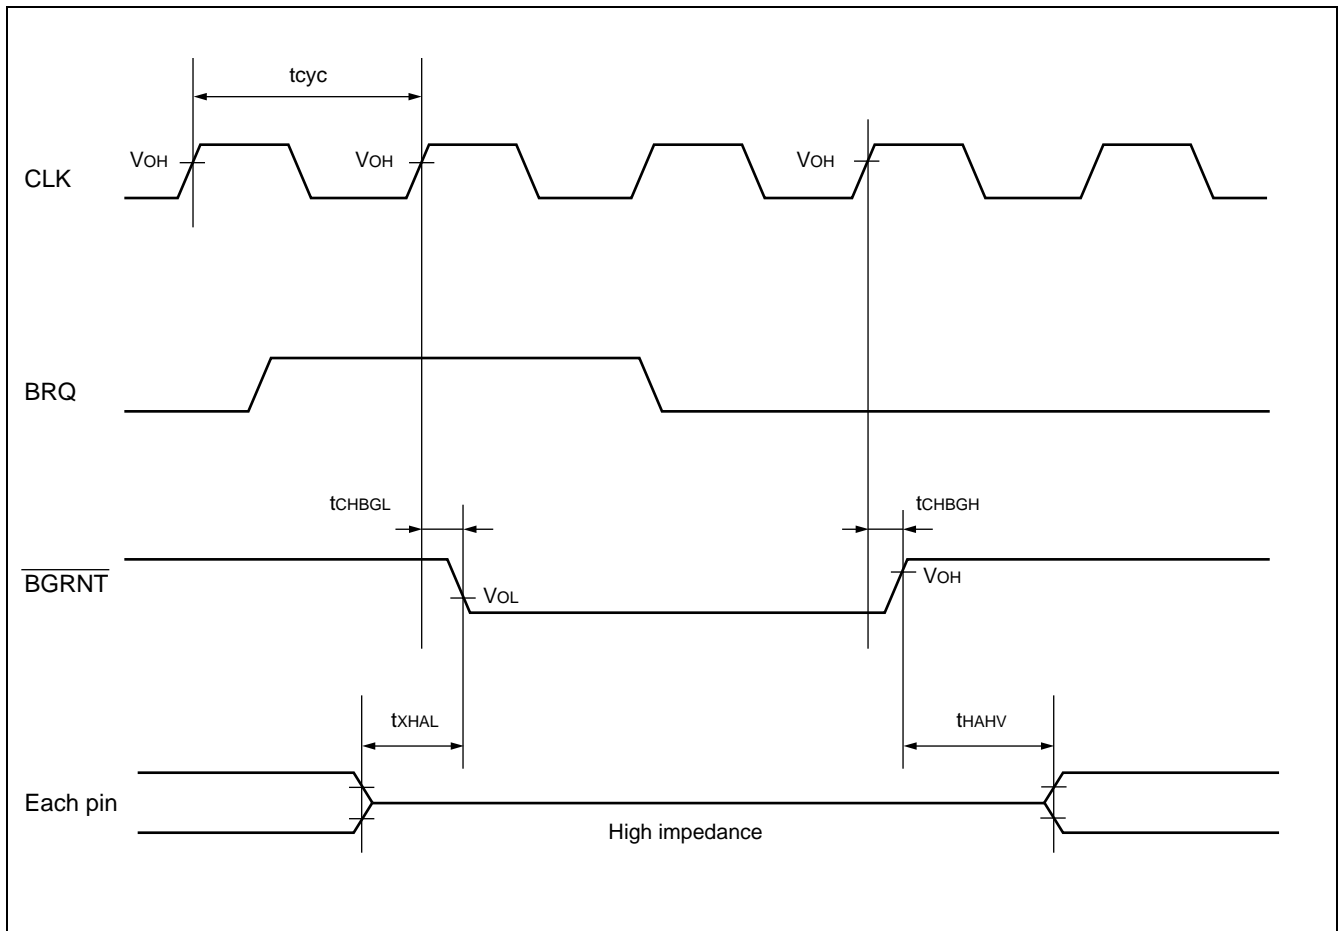 tcyc
VOH
VOH
VOH
CLK
BRQ
tCHBGL
tCHBGH
BGRNT
VOL
VOH
tXHAL
tHAHV
Each pin
High impedance